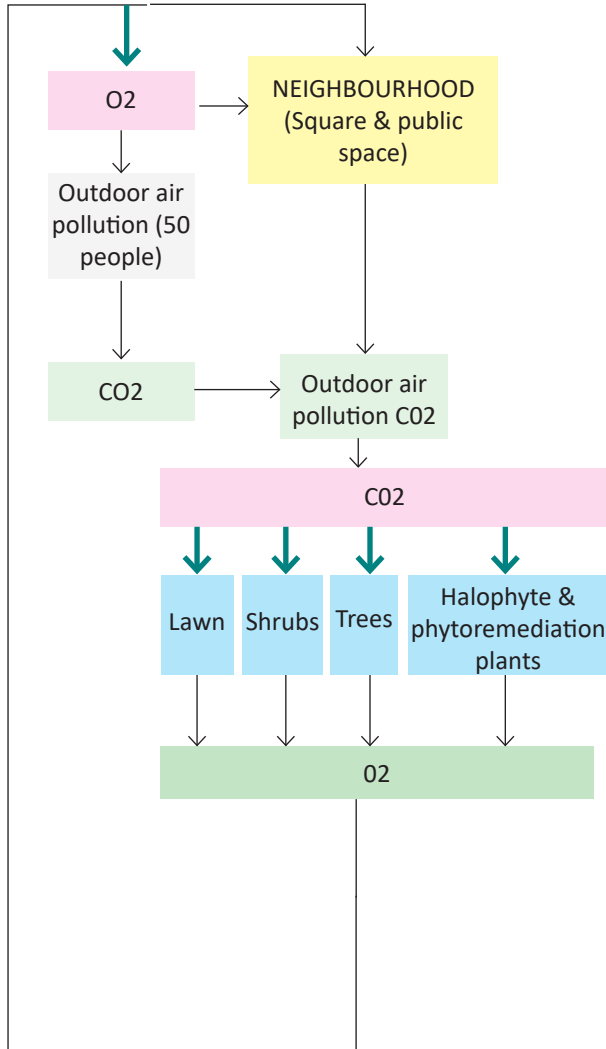 O2
NEIGHBOURHOOD
(Square & public
space)
Outdoor air
pollution (50
people)
CO2
Outdoor air
pollution C02
C02
Lawn
Shrubs
Trees
Halophyte &
phytoremediation
plants
02